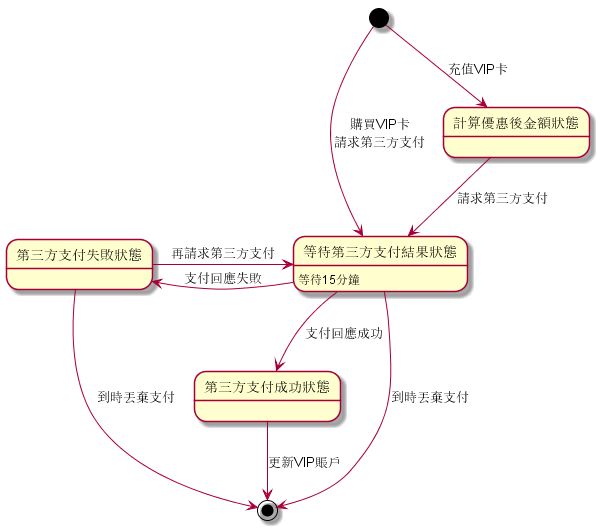 充值VIP卡
購買VIP卡
請求第三方支付
計算優惠後金額狀態
請求第三方支付
第三方支付失敗狀態
再請求第三方支付
等待第三方支付結果狀態
等待15分鐘
支付回應失敗
支付回應成功
第三方支付成功狀態
到時丟棄支付
到時丟棄支付
更新VIP賬戶